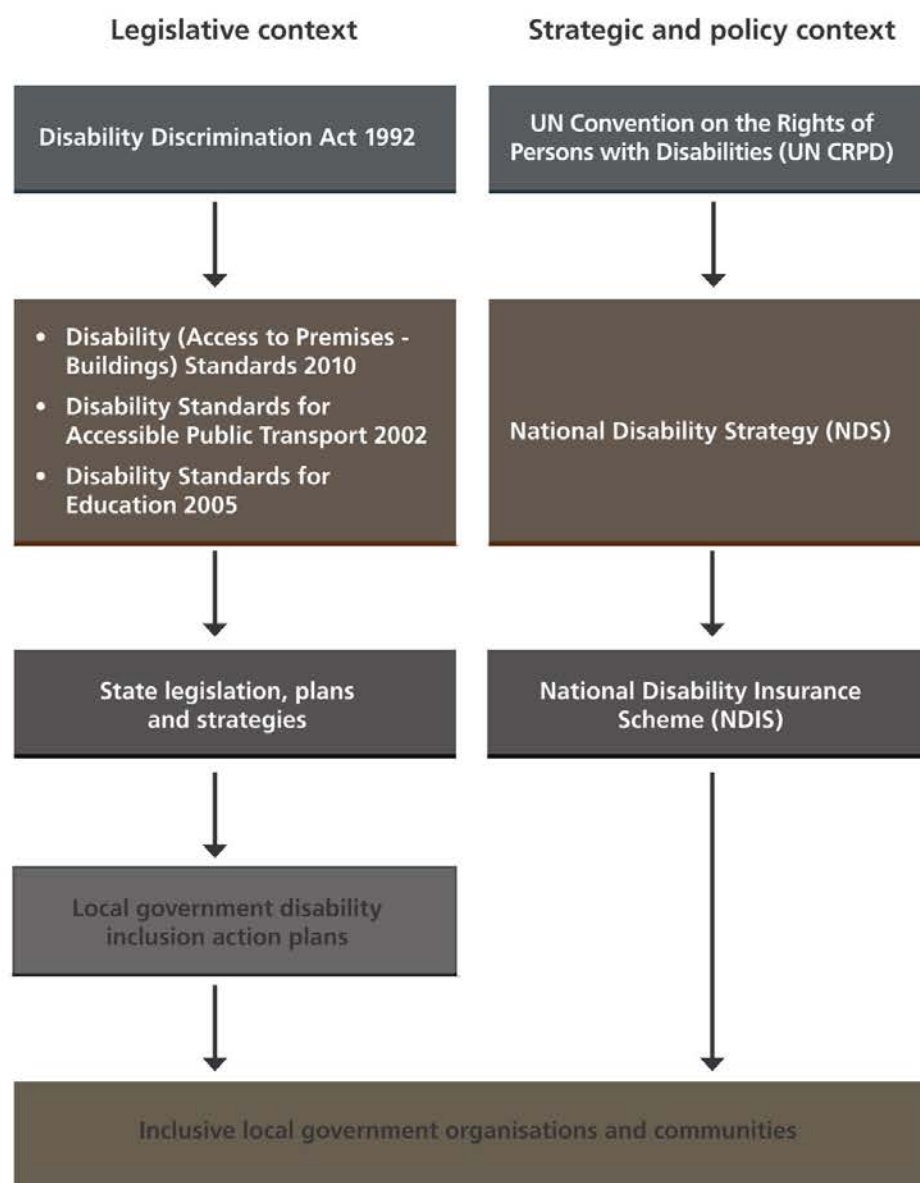 Legislative context
Strategic and policy context
Disability Discrimination Act 1992
UN Convention on the Rights of
Persons with Disabilities (UN CRPD)
• Disability (Access to Premises -
Buildings) Standards 2010
• Disability Standards for
Accessible Public Transport 2002
• Disability Standards for
Education 2005
National Disability Strategy (NDS)
State legislation, plans
and strategies
National Disability Insurance
Scheme (NDIS)
Local government disability
inclusion action plans
Inclusive local government organisations and communities